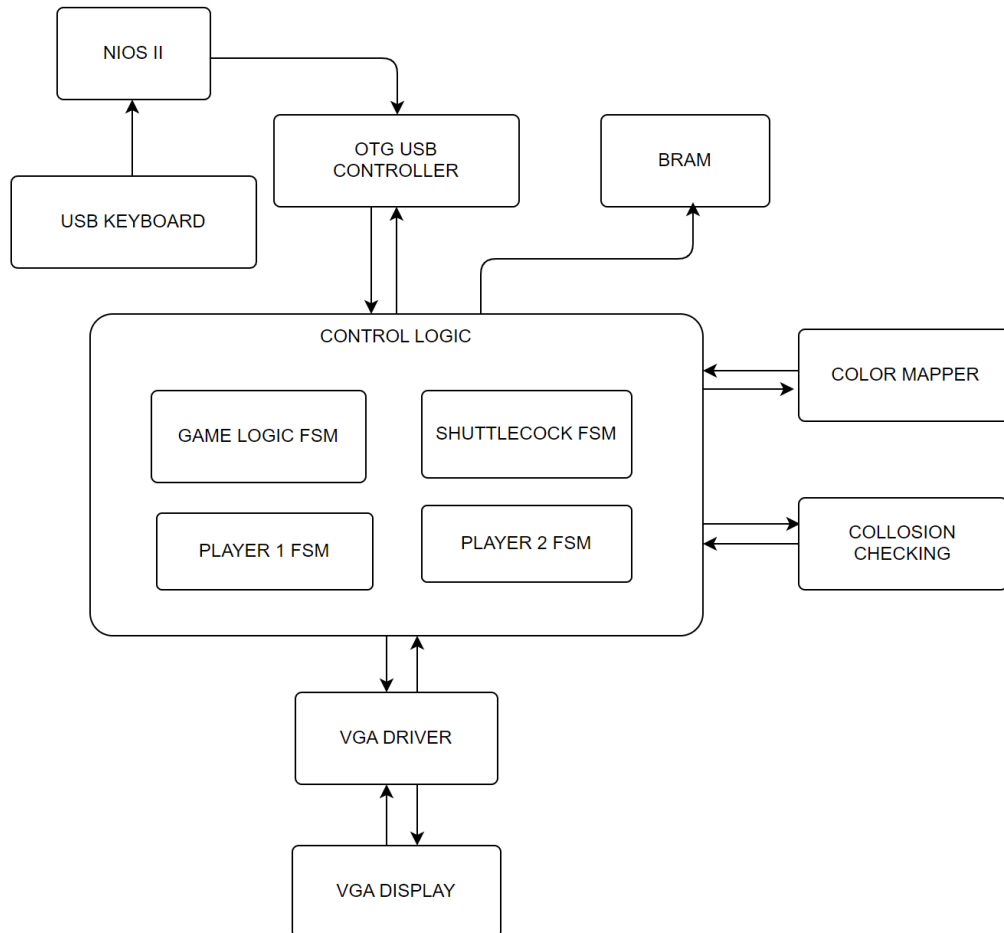 NIOS II
OTG USB
CONTROLLER
BRAM
USB KEYBOARD
CONTROL LOGIC
COLOR MAPPER
GAME LOGIC FSM
SHUTTLECOCK FSM
PLAYER 1 FSM
PLAYER 2 FSM
COLLOSION
CHECKING
VGA DRIVER
VGA DISPLAY